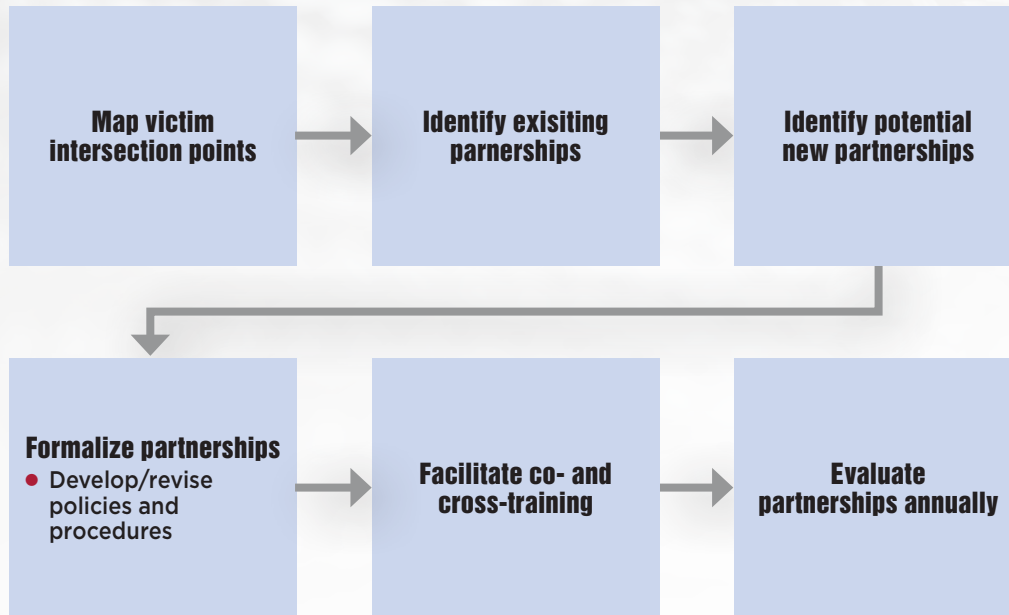 Map victim
intersection points
Identify exisiting
parnerships
Identify potential
new partnerships
Formalize partnerships
• Develop/revise
policies and
procedures
Facilitate co- and
cross-training
Evaluate
partnerships annually